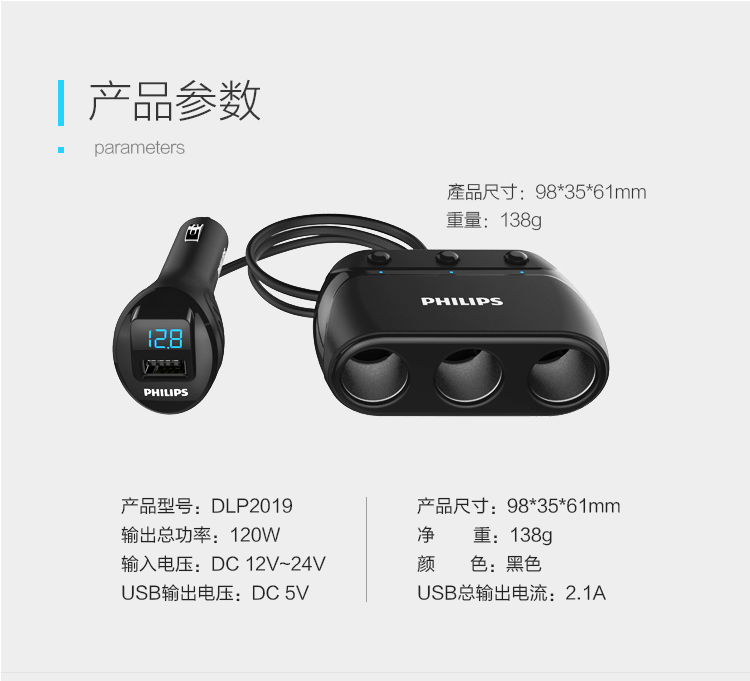 产品参数
parameters
產品尺寸：98*35*61mm
重量：138g
PHILIPS
12.8
PHILIPS
产品型号：DLP2019
输出总功率：120W
输入电压：DC 12V~24V
USB输出电压：DC 5V
产品尺寸：98*35*61mm
净 重：138g
颜 色：黑色
USB总输出电流：2.1A